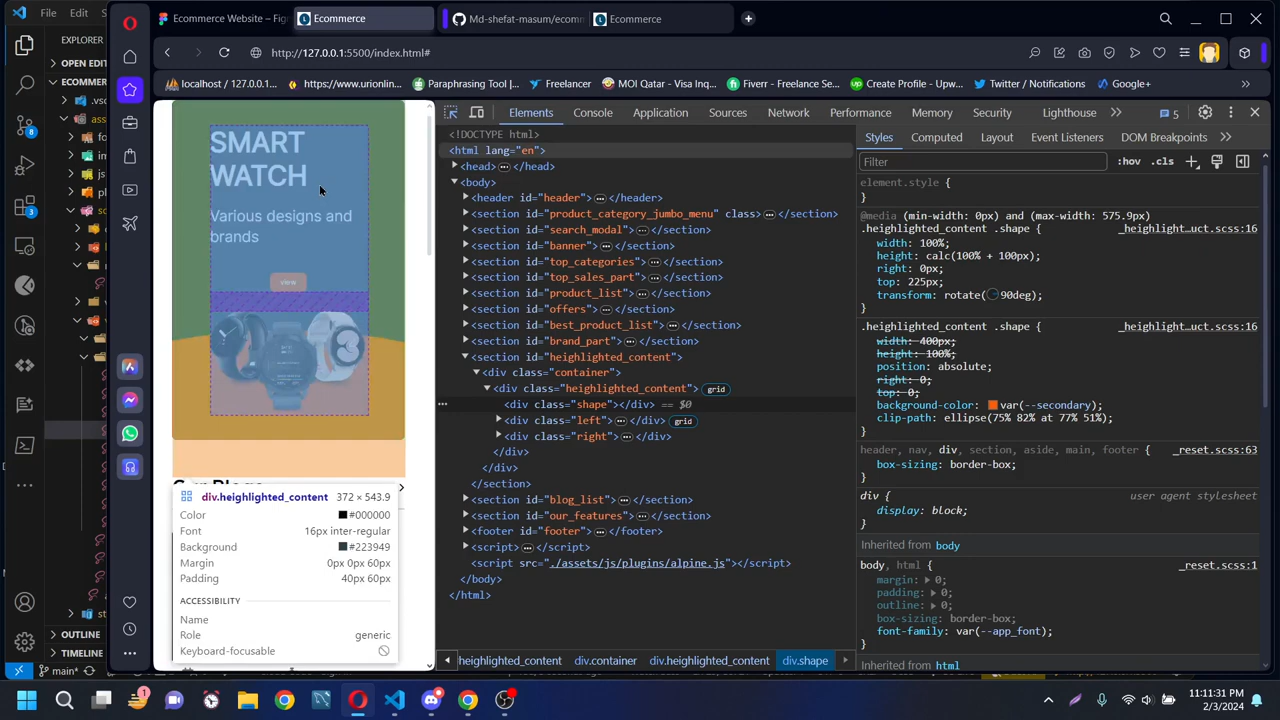 Ecommerce Website – Fig
Ecommerce
Md-shefat-masum/ecomm
Ecommerce
File
Edi
http://127.0.0.1:5500/index.html#
localhost / 127.0.0.1...
https://www.urionlin...
Paraphrasing Tool |...
Freelancer
MOI Qatar - Visa Inq...
Fiverr - Freelance Se...
Create Profile - Upw...
Twitter / Notifications
Google+
EXPLORER
OPEN EDIT
ECOMMER
.vsc
ass
OUTLINE
TIMELINE
main*
SMART
WATCH
Various designs and
brands
view
div.heighlighted_content 372 × 543.9
Color #000000
Font 16px inter-regular
Background #223949
Margin 0px 0px 60px
Padding 40px 60px
ACCESSIBILITY
Name
Role generic
Keyboard-focusable
Elements Console Application Sources Network Performance Memory Security Lighthouse 5
<!DOCTYPE html>
<html lang="en">
<head> </head>
<body>
<header id="header"> </header>
<section id="product_category_jumbo_menu" class> </section>
<section id="search_modal"> </section>
<section id="banner"> </section>
<section id="top_categories"> </section>
<section id="top_sales_part"> </section>
<section id="product_list"> </section>
<section id="offers"> </section>
<section id="best_product_list"> </section>
<section id="brand_part"> </section>
<section id="heighlighted_content">
<div class="container">
<div class="heighlighted_content"> grid
<div class="shape"></div> == $0
<div class="left"> </div> grid
<div class="right"> </div>
</div>
</div>
</section>
<section id="blog_list"> </section>
<section id="our_features"> </section>
<footer id="footer"> </footer>
<script> </script>
<script src="./assets/js/plugins/alpine.js"></script>
</body>
</html>
heighlighted_content div.container div.heighlighted_content div.shape
Styles Computed Layout Event Listeners DOM Breakpoints
Filter :hov .cls
element.style {
}
@media (min-width: 0px) and (max-width: 575.9px)
.heighlighted_content .shape { _heighlight…uct.scss:16
width: 100%;
height: calc(100% + 100px);
right: 0px;
top: 225px;
transform: rotate( 90deg);
}
.heighlighted_content .shape { _heighlight…uct.scss:16
width: 400px;
height: 100%;
position: absolute;
right: 0;
top: 0;
background-color: var(--secondary);
clip-path: ellipse(75% 82% at 77% 51%);
}
header, nav, div, section, aside, main, footer { _reset.scss:63
box-sizing: border-box;
}
div { user agent stylesheet
display: block;
}
Inherited from body
body, html { _reset.scss:1
margin: 0;
padding: 0;
outline: 0;
box-sizing: border-box;
font-family: var(--app_font);
}
Inherited from html
11:11:31 PM
2/3/2024